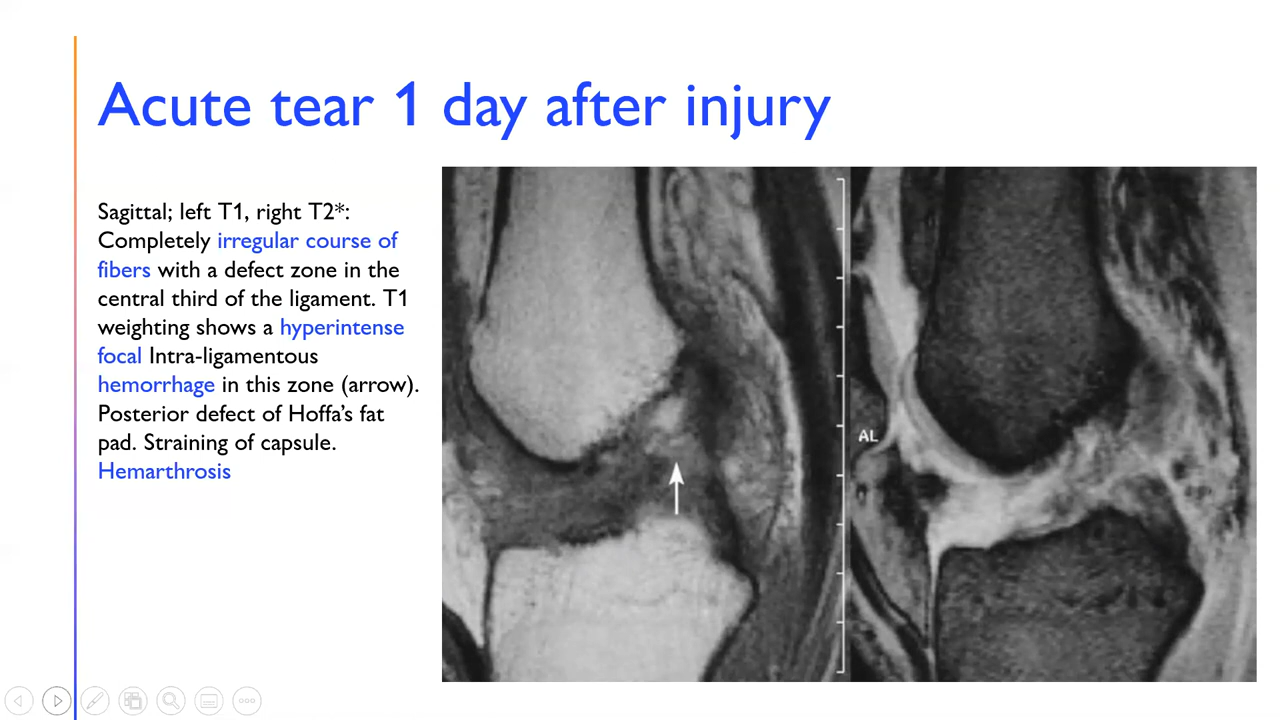 Acute tear 1 day after injury
Sagittal; left T1, right T2*:
Completely irregular course of
fibers with a defect zone in the
central third of the ligament. T1
weighting shows a hyperintense
focal Intra-ligamentous
hemorrhage in this zone (arrow).
Posterior defect of Hoffa's fat
pad. Straining of capsule.
Hemarthrosis
AL